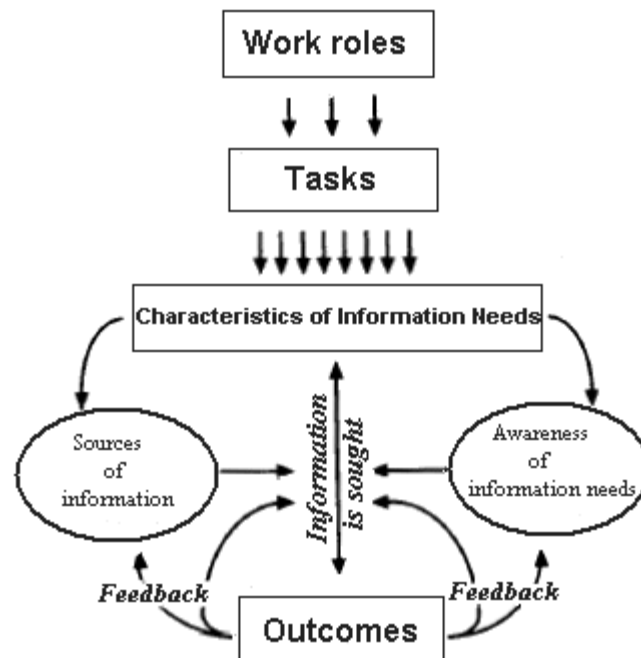 Work roles
Tasks
Characteristics of Information Needs
Sources
of
information
Information
is sought
Awareness
of
information needs
Feedback
Feedback
Outcomes